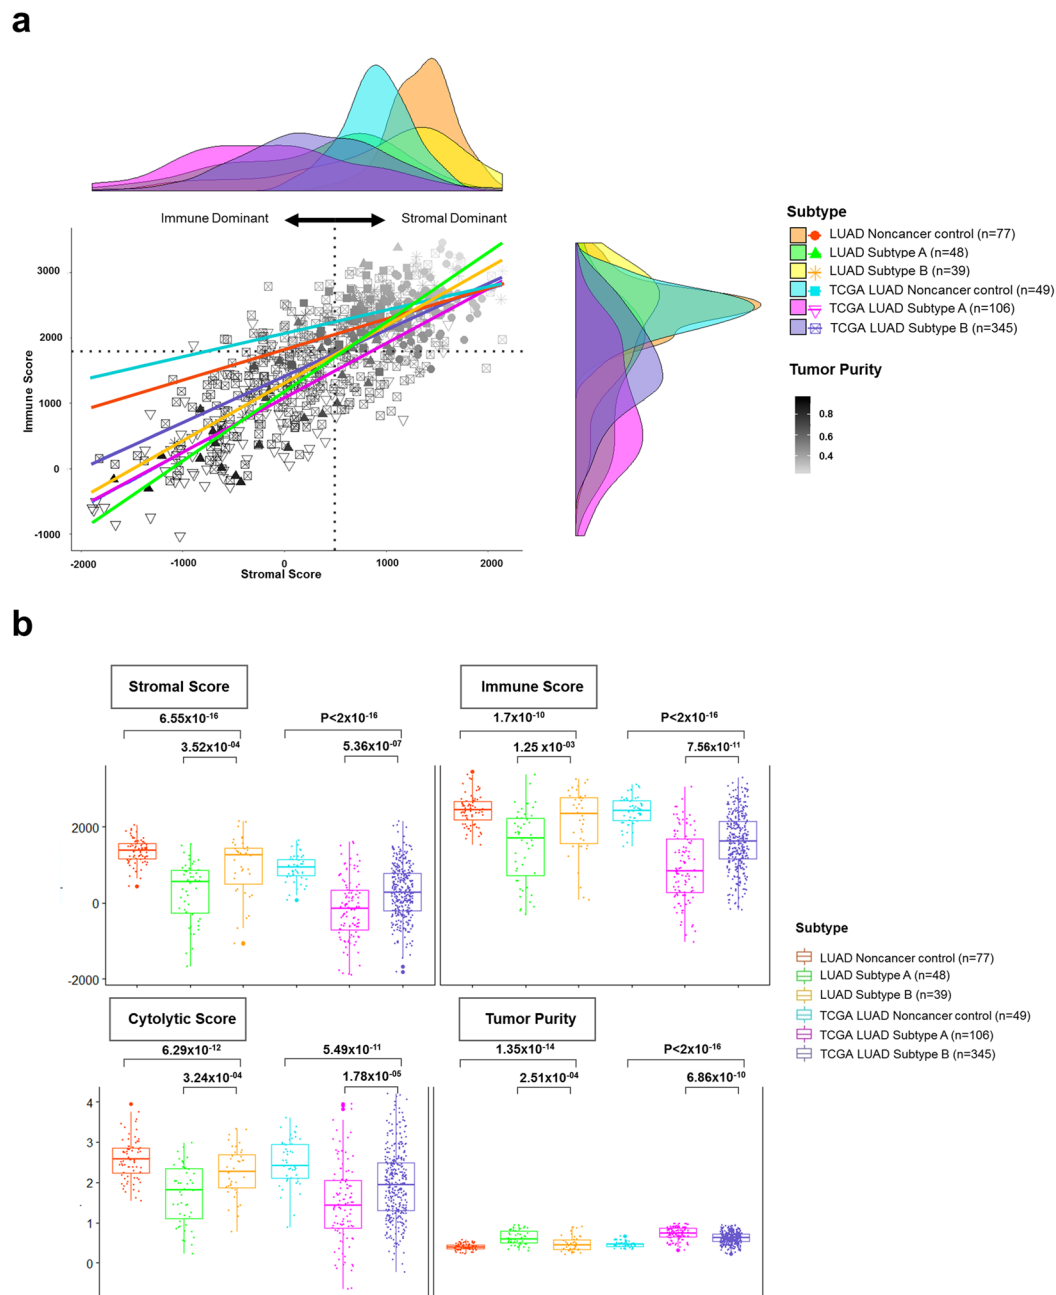 a
Immune Dominant
Stromal Dominant
3000
2000
1000
0
-1000
Immune Score
-2000
-1000
0
1000
2000
Stromal Score
Subtype
LUAD Noncancer control (n=77)
LUAD Subtype A (n=48)
LUAD Subtype B (n=39)
TCGA LUAD Noncancer control (n=49)
TCGA LUAD Subtype A (n=106)
TCGA LUAD Subtype B (n=345)
Tumor Purity
0.8
0.6
0.4
b
Stromal Score
6.55x10-16
P<2x10-16
3.52x10-04
5.36x10-07
2000
0
-2000
Immune Score
1.7x10-10
P<2x10-16
1.25 x10-03
7.56x10-11
Cytolytic Score
6.29x10-12
5.49x10-11
3.24x10-04
1.78x10-05
4
3
2
1
0
Tumor Purity
1.35x10-14
P<2x10-16
2.51x10-04
6.86x10-10
Subtype
LUAD Noncancer control (n=77)
LUAD Subtype A (n=48)
LUAD Subtype B (n=39)
TCGA LUAD Noncancer control (n=49)
TCGA LUAD Subtype A (n=106)
TCGA LUAD Subtype B (n=345)